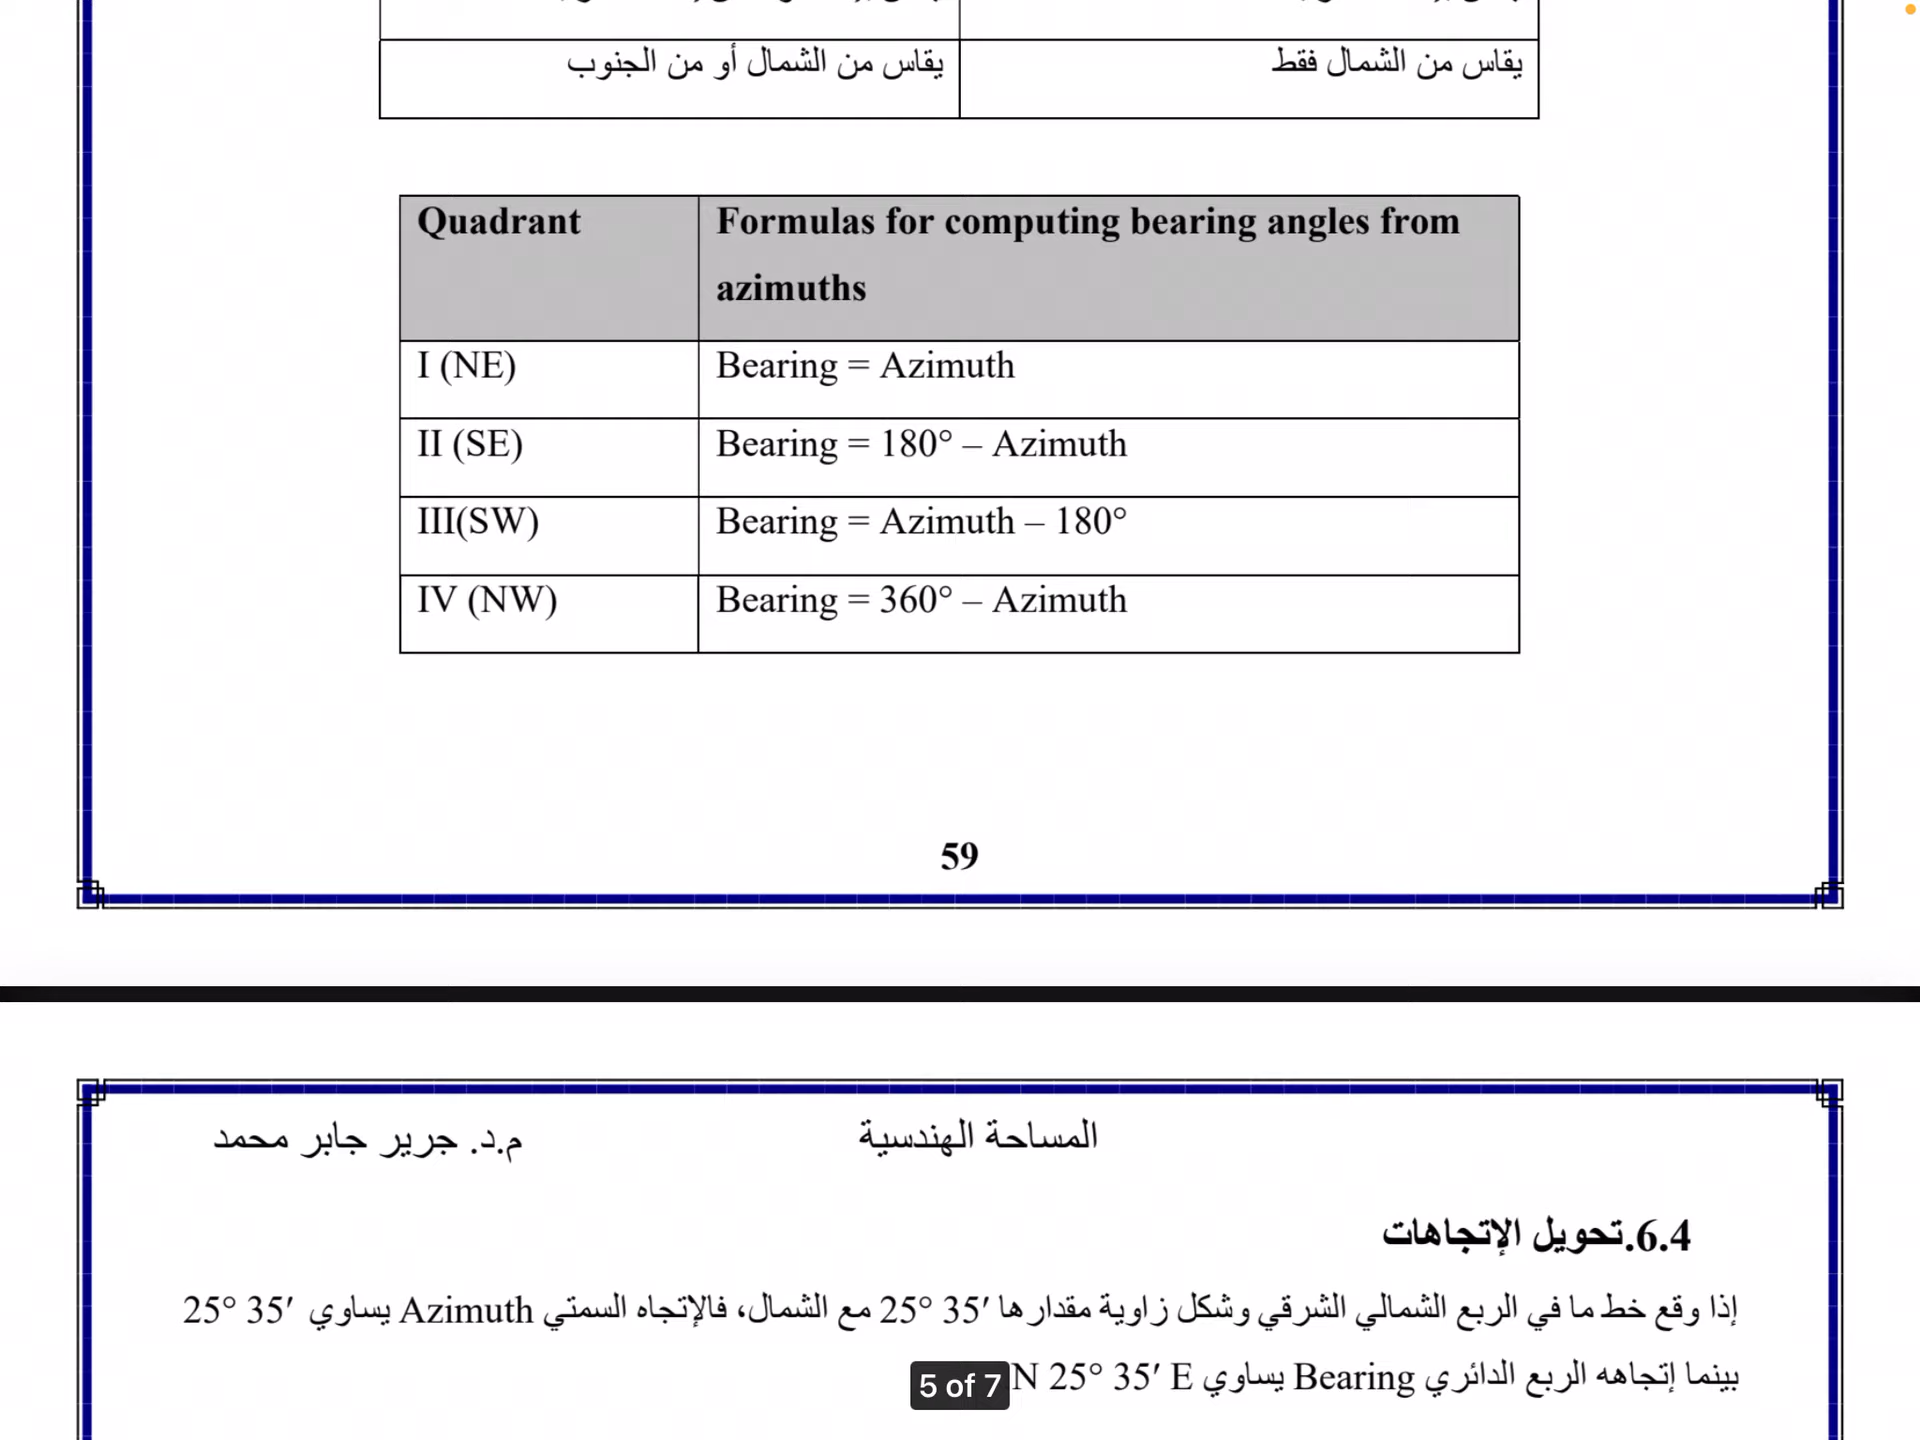 يقاس من الشمال فقط
يقاس من الشمال أو من الجنوب
Quadrant
Formulas for computing bearing angles from
azimuths
I (NE)
Bearing = Azimuth
II (SE)
Bearing = 180° – Azimuth
III(SW)
Bearing = Azimuth – 180°
IV (NW)
Bearing = 360° – Azimuth
59
المساحة الهندسية
م.د. جرير جابر محمد
6.4.تحويل الإتجاهات
إذا وقع خط ما في الربع الشمالي الشرقي وشكل زاوية مقدارها 25° 35′ مع الشمال، فالإتجاه السمتي Azimuth يساوي 25° 35′
بينما إتجاهه الربع الدائري Bearing يساوي N 25° 35′ E
5 of 7